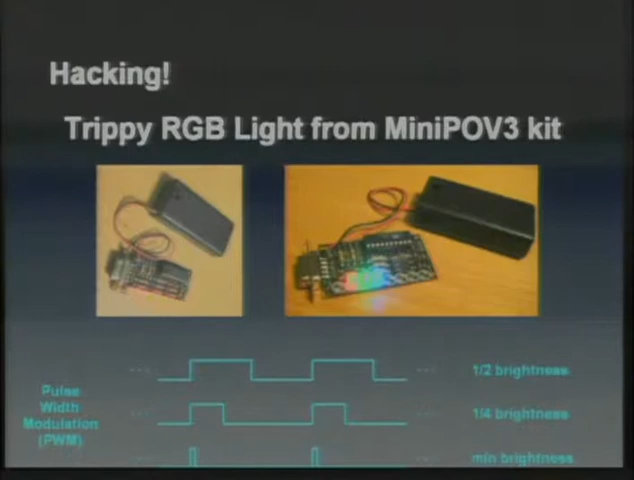 Hacking!
Trippy RGB Light from MiniPOV3 kit
Pulse
Width
Modulation
(PWM)
1/2 brightness
1/4 brightness
min brightness